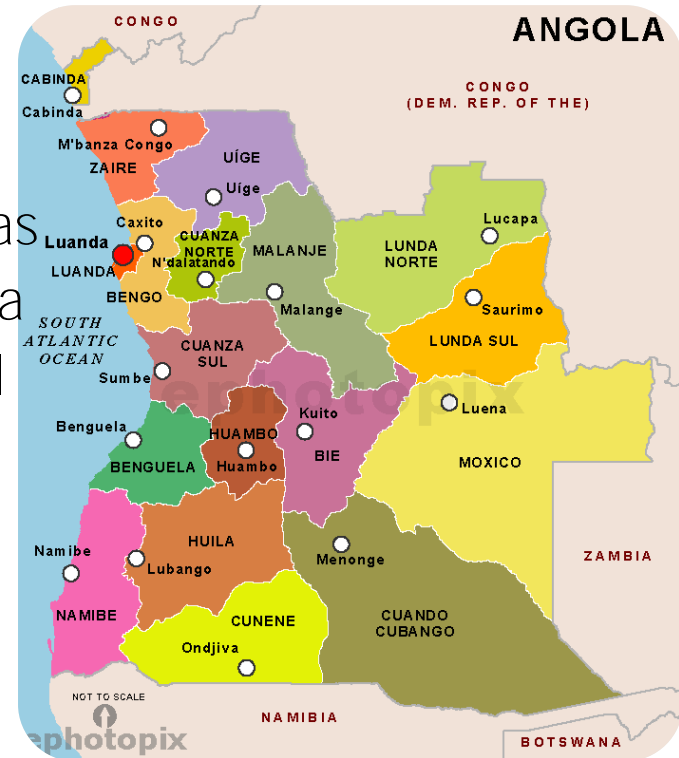 CONGO
ANGOLA
CONGO
(DEM. REP. OF THE)
CABINDA
Cabinda
M'banza Congo
ZAIRE
UÍGE
Uíge
as
Caxito
Luanda
LUANDA
CUANZA
NORTE
N'dalatando
MALANJE
LUNDA
NORTE
Lucapa
BENGO
a
Malange
Saurimo
SOUTH
ATLANTIC
OCEAN
CUANZA
SUL
LUNDA SUL
Sumbe
ephotopix
Benguela
BENGUELA
HUAMBO
Huambo
Kuito
BIE
Luena
MOXICO
HUILA
Lubango
Namibe
NAMIBE
Menonge
ZAMBIA
CUNENE
Ondjiva
CUANDO
CUBANGO
NOT TO SCALE
NAMIBIA
ephotopix
BOTSWANA